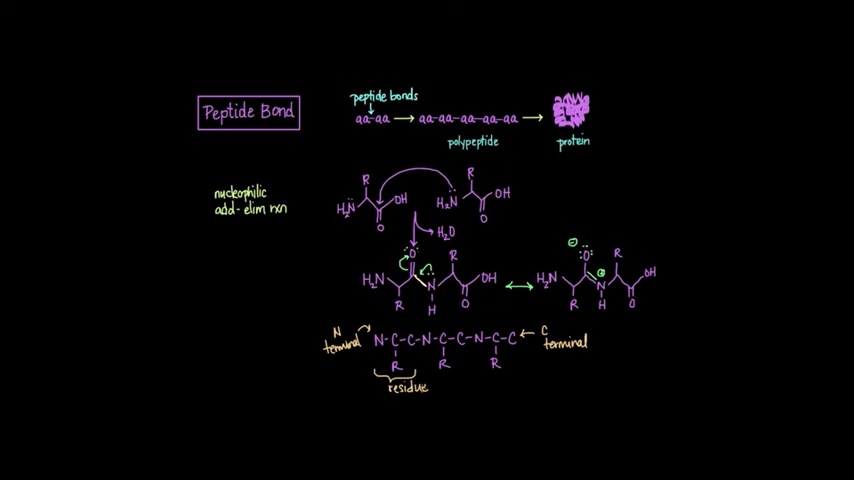 peptide bonds
Peptide Bond
aa-aa → aa-aa-aa-aa-aa →
polypeptide
protein
nucleophilic
add-elim rxn
R
H₂N
OH
O
R
H₂N
OH
O
H₂O
O
R
H₂N
N
OH
R
H
O
⊖
O
R
H₂N
⊕
N
OH
R
H
O
N
terminal
N-C-C-N-C-C-N-C-C
C
terminal
R
R
R
residue